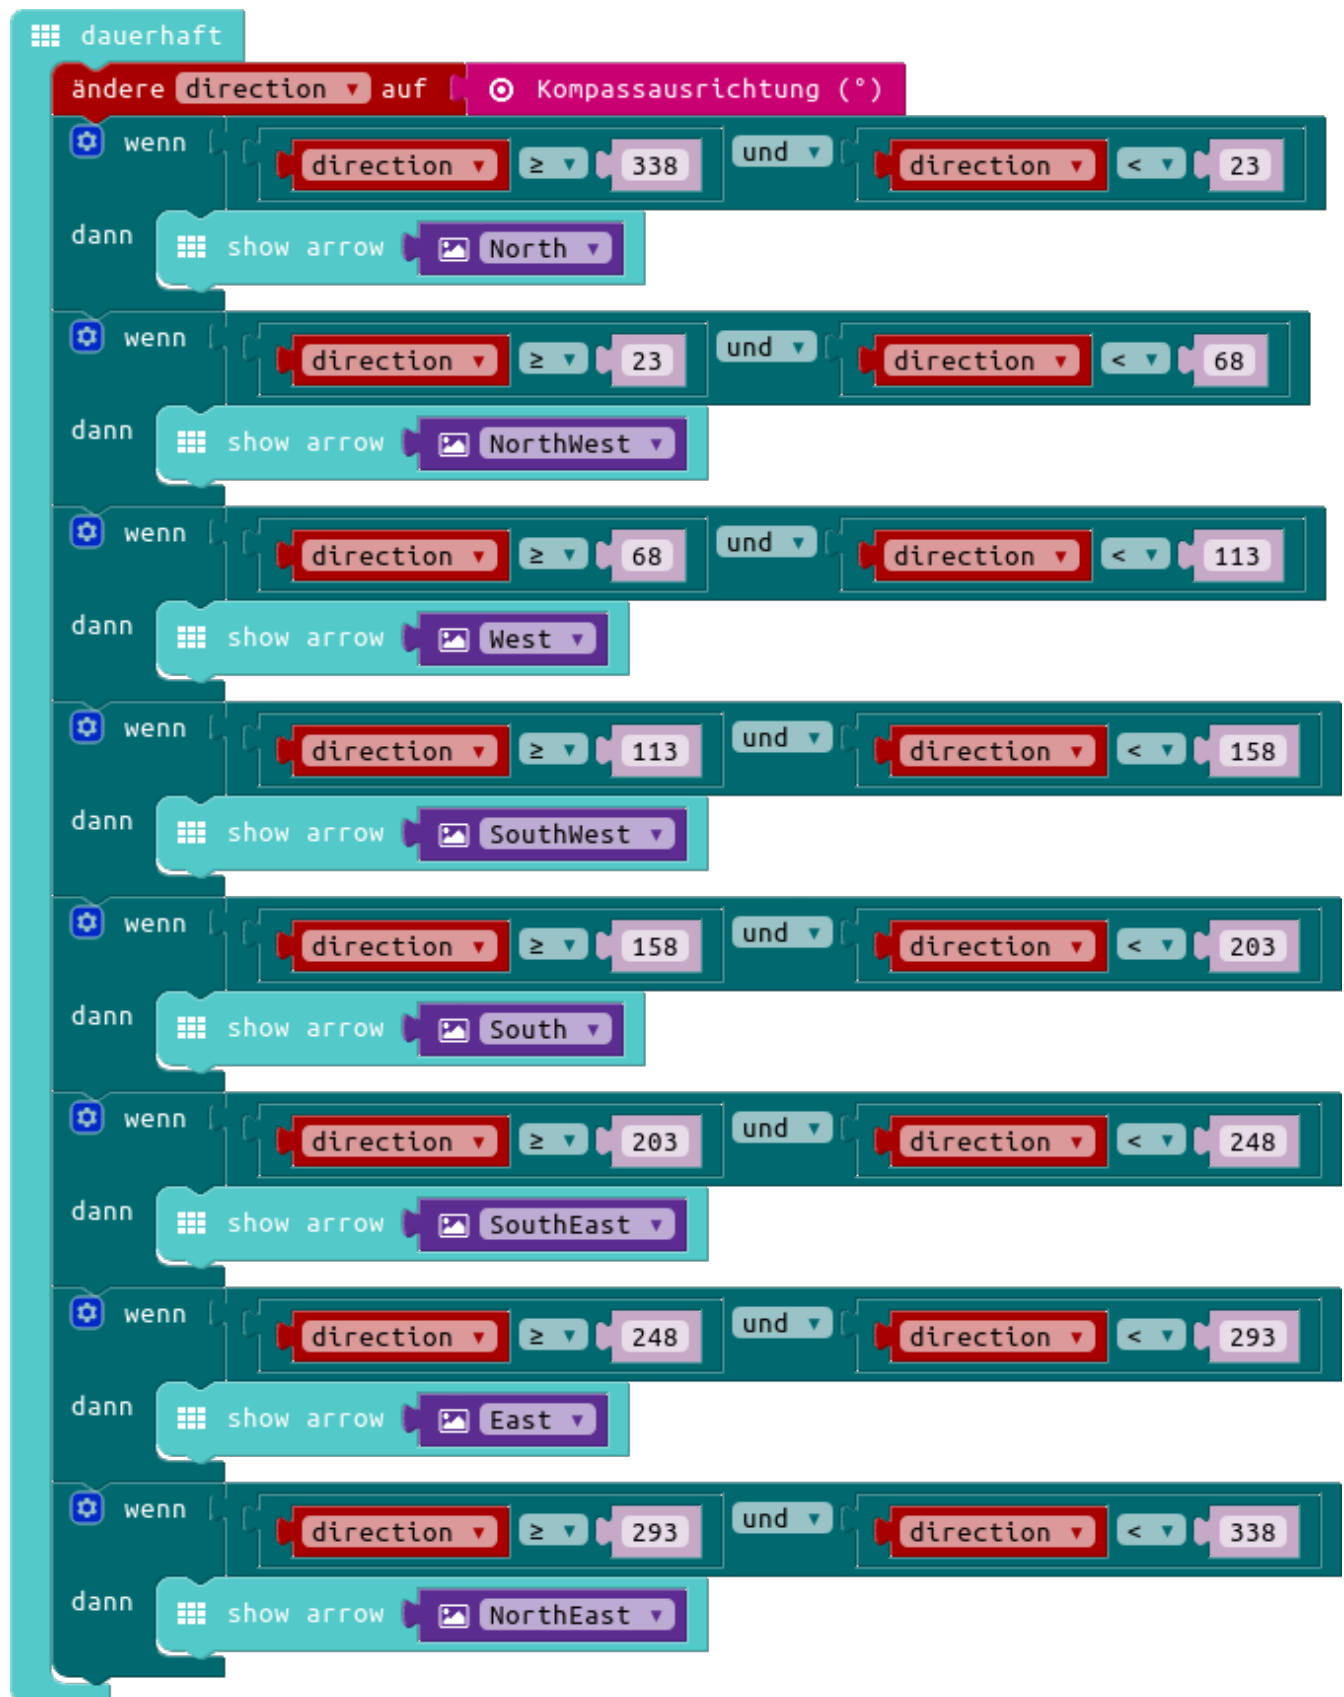 dauerhaft
ändere direction ▾ auf Kompassausrichtung (°)
wenn direction ▾ ≥ ▾ 338 und ▾ direction ▾ < ▾ 23
dann show arrow North ▾
wenn direction ▾ ≥ ▾ 23 und ▾ direction ▾ < ▾ 68
dann show arrow NorthWest ▾
wenn direction ▾ ≥ ▾ 68 und ▾ direction ▾ < ▾ 113
dann show arrow West ▾
wenn direction ▾ ≥ ▾ 113 und ▾ direction ▾ < ▾ 158
dann show arrow SouthWest ▾
wenn direction ▾ ≥ ▾ 158 und ▾ direction ▾ < ▾ 203
dann show arrow South ▾
wenn direction ▾ ≥ ▾ 203 und ▾ direction ▾ < ▾ 248
dann show arrow SouthEast ▾
wenn direction ▾ ≥ ▾ 248 und ▾ direction ▾ < ▾ 293
dann show arrow East ▾
wenn direction ▾ ≥ ▾ 293 und ▾ direction ▾ < ▾ 338
dann show arrow NorthEast ▾